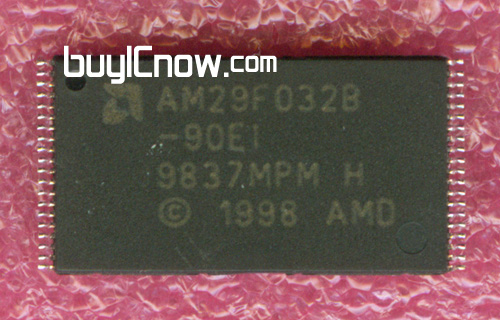 buyICnow.com
AM29F032B
-90EI
9837MPM H
© 1998 AMD